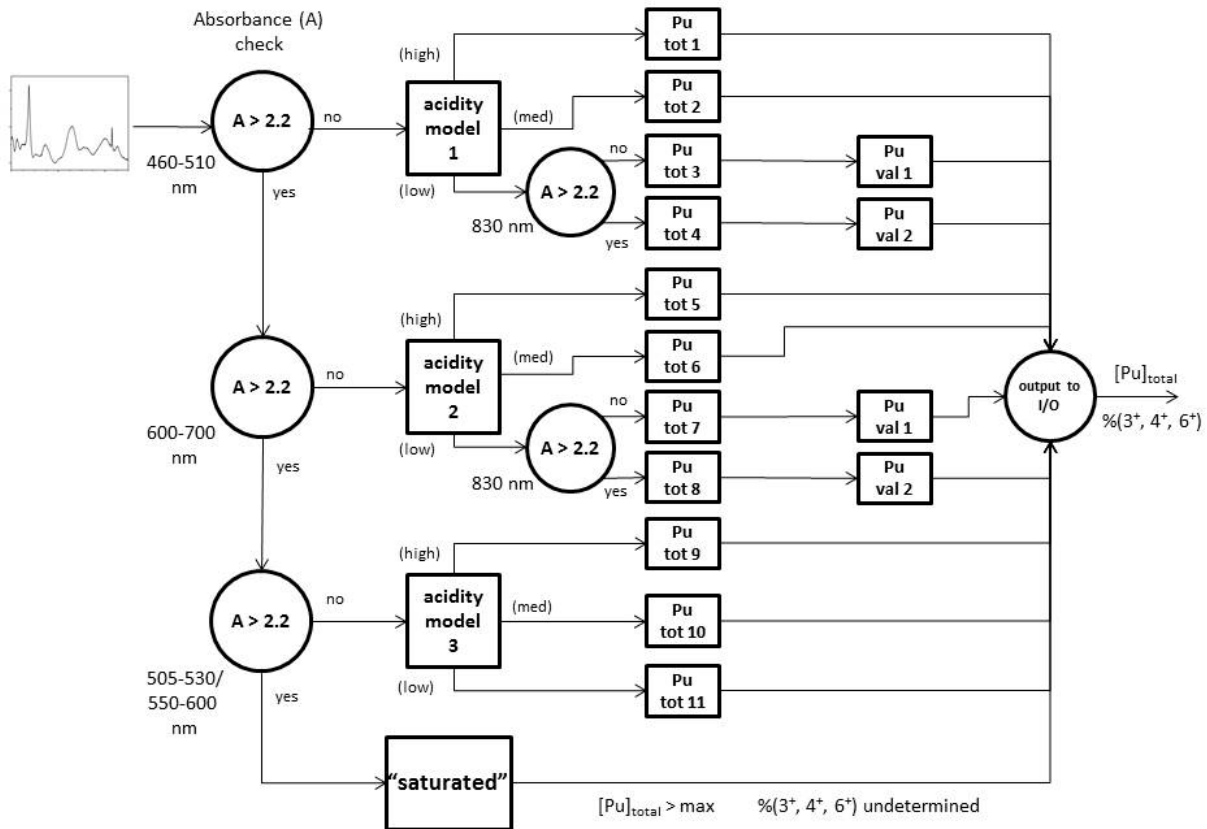 Absorbance (A)
check
A > 2.2
460-510
nm
no
yes
acidity
model
1
(high)
(med)
(low)
A > 2.2
830 nm
no
yes
Pu
tot 1
Pu
tot 2
Pu
tot 3
Pu
val 1
Pu
tot 4
Pu
val 2
A > 2.2
600-700
nm
no
yes
acidity
model
2
(high)
(med)
(low)
A > 2.2
830 nm
no
yes
Pu
tot 5
Pu
tot 6
Pu
tot 7
Pu
val 1
Pu
tot 8
Pu
val 2
output to
I/O
[Pu]total
%(3+, 4+, 6+)
A > 2.2
505-530/
550-600
nm
no
yes
acidity
model
3
(high)
(med)
(low)
Pu
tot 9
Pu
tot 10
Pu
tot 11
“saturated”
[Pu]total > max %(3+, 4+, 6+) undetermined